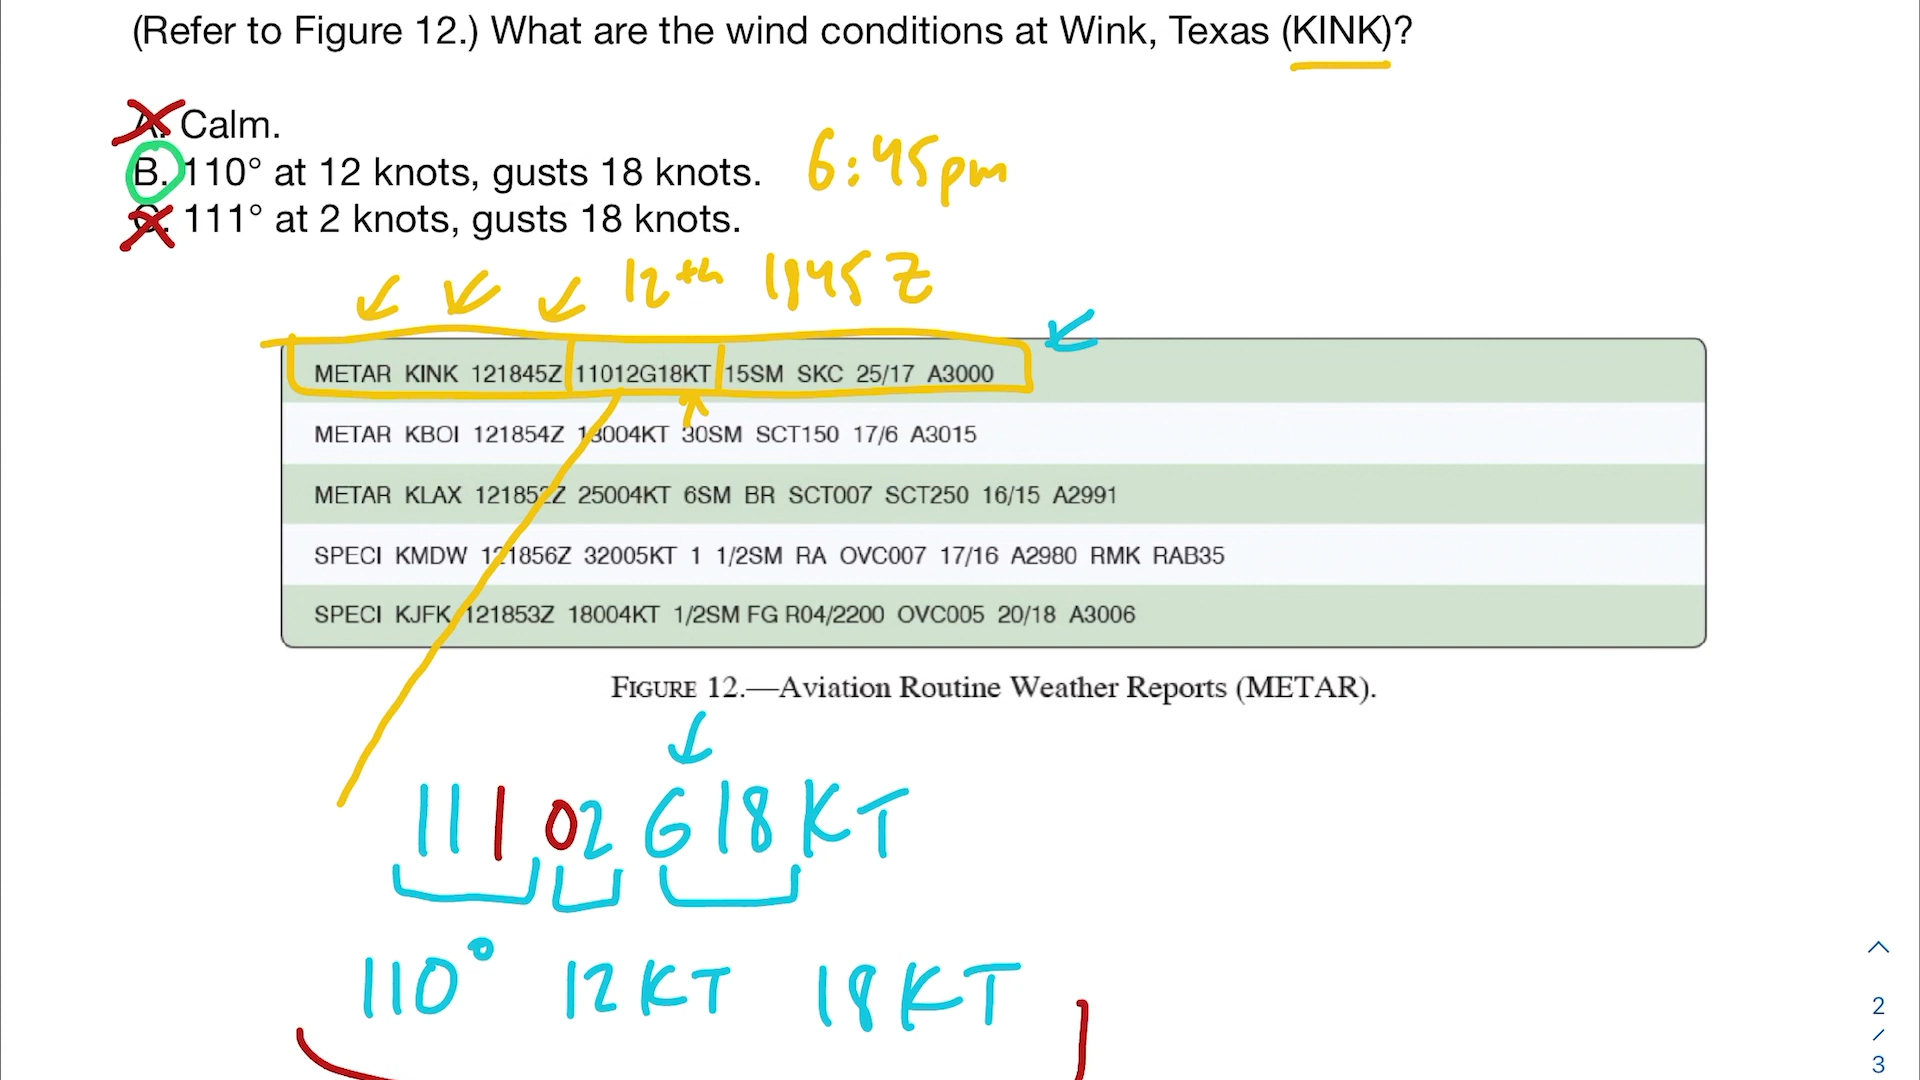 (Refer to Figure 12.) What are the wind conditions at Wink, Texas (KINK)?
A. Calm.
B. 110° at 12 knots, gusts 18 knots. 6:45pm
C. 111° at 2 knots, gusts 18 knots.
12th 1845 Z
METAR KINK 121845Z 11012G18KT 15SM SKC 25/17 A3000
METAR KBOI 121854Z 13004KT 30SM SCT150 17/6 A3015
METAR KLAX 121852Z 25004KT 6SM BR SCT007 SCT250 16/15 A2991
SPECI KMDW 121856Z 32005KT 1 1/2SM RA OVC007 17/16 A2980 RMK RAB35
SPECI KJFK 121853Z 18004KT 1/2SM FG R04/2200 OVC005 20/18 A3006
FIGURE 12.—Aviation Routine Weather Reports (METAR).
11102G18KT
110° 12KT 18KT
2
/
3